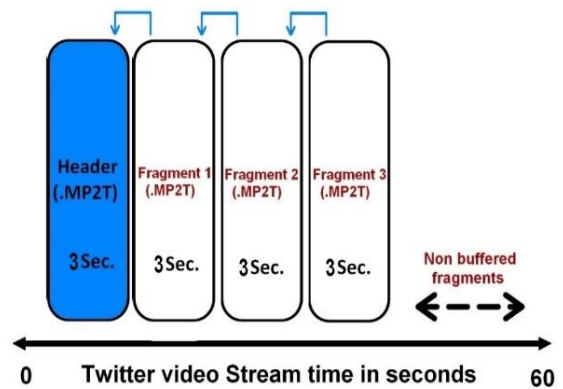 Header
(.MP2T)
3Sec.
Fragment 1
(.MP2T)
3Sec.
Fragment 2
(.MP2T)
3Sec.
Fragment 3
(.MP2T)
3Sec.
Non buffered
fragments
0 Twitter video Stream time in seconds 60